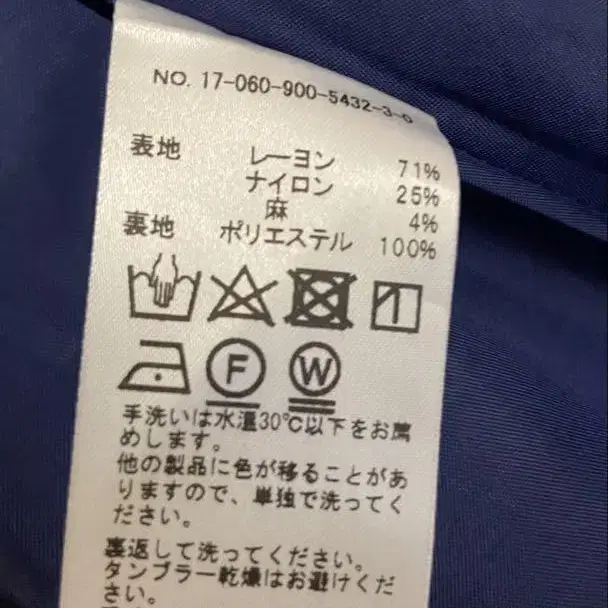 NO. 17-060-900-5432-3-0
表地 レーヨン 71%
ナイロン 25%
麻 4%
裏地 ポリエステル 100%
F W
手洗いは水温30℃以下をお薦
めします。
他の製品に色が移ることがあ
りますので、単独で洗ってく
ださい。
裏返して洗ってください。
タンブラー乾燥はお避けくだ
さい。